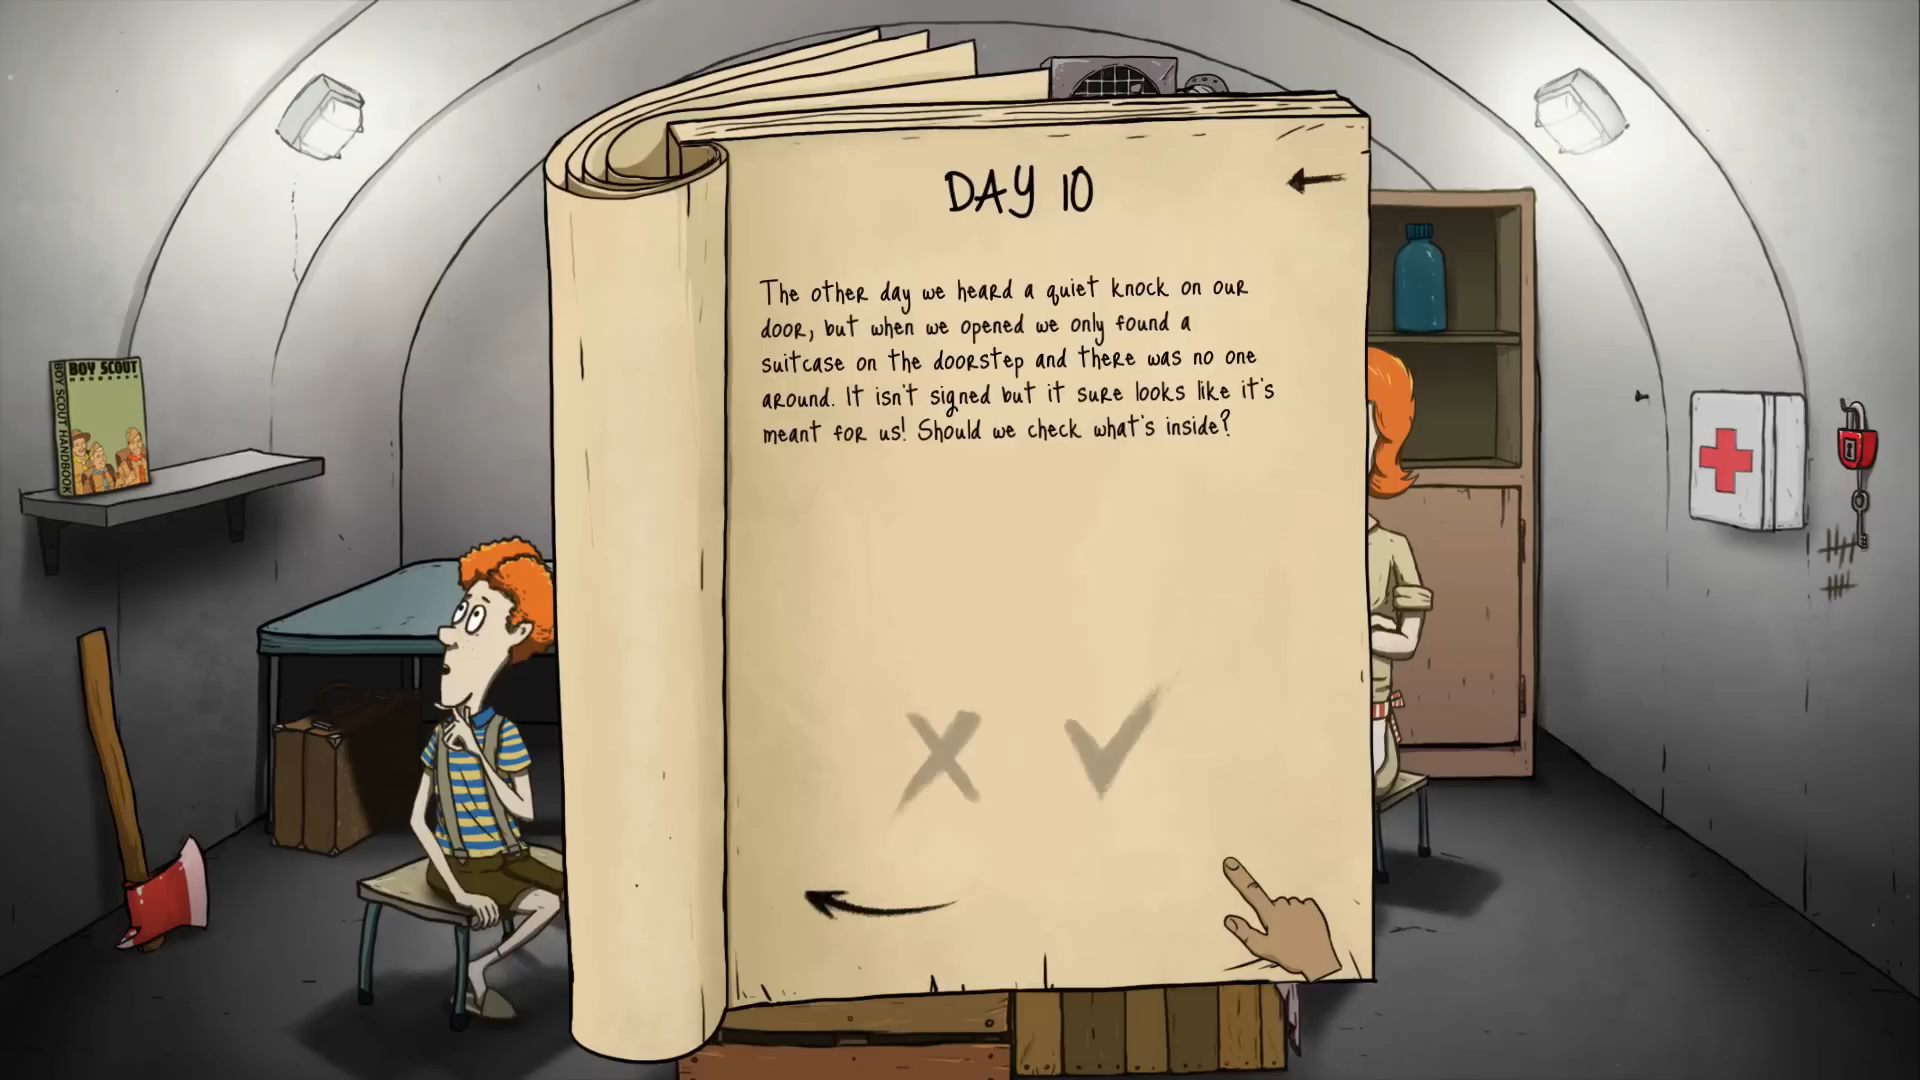 DAY 10
The other day we heard a quiet knock on our
door, but when we opened we only found a
suitcase on the doorstep and there was no one
around. It isn't signed but it sure looks like it's
meant for us! Should we check what's inside?
BOY SCOUT
HANDBOOK
BOY SCOUT HANDBOOK